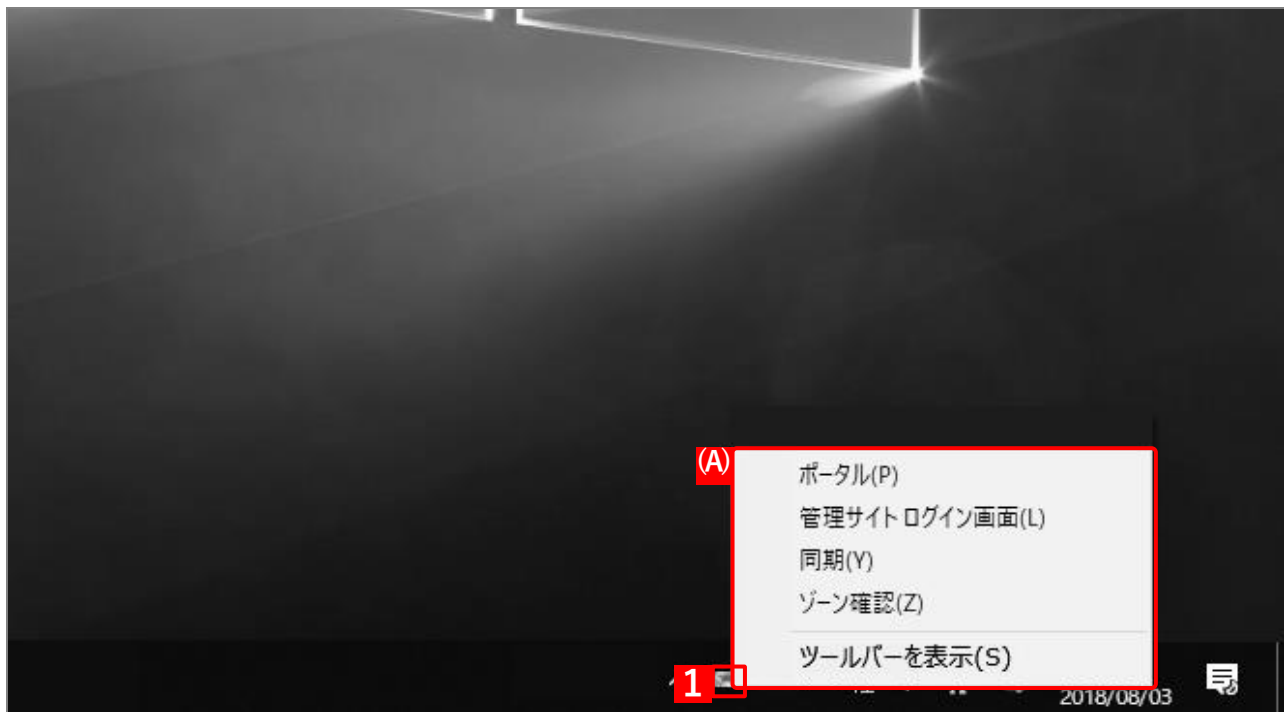 (A)
ポータル(P)
管理サイトログイン画面(L)
同期(Y)
ゾーン確認(Z)
ツールバーを表示(S)
1
2018/08/03